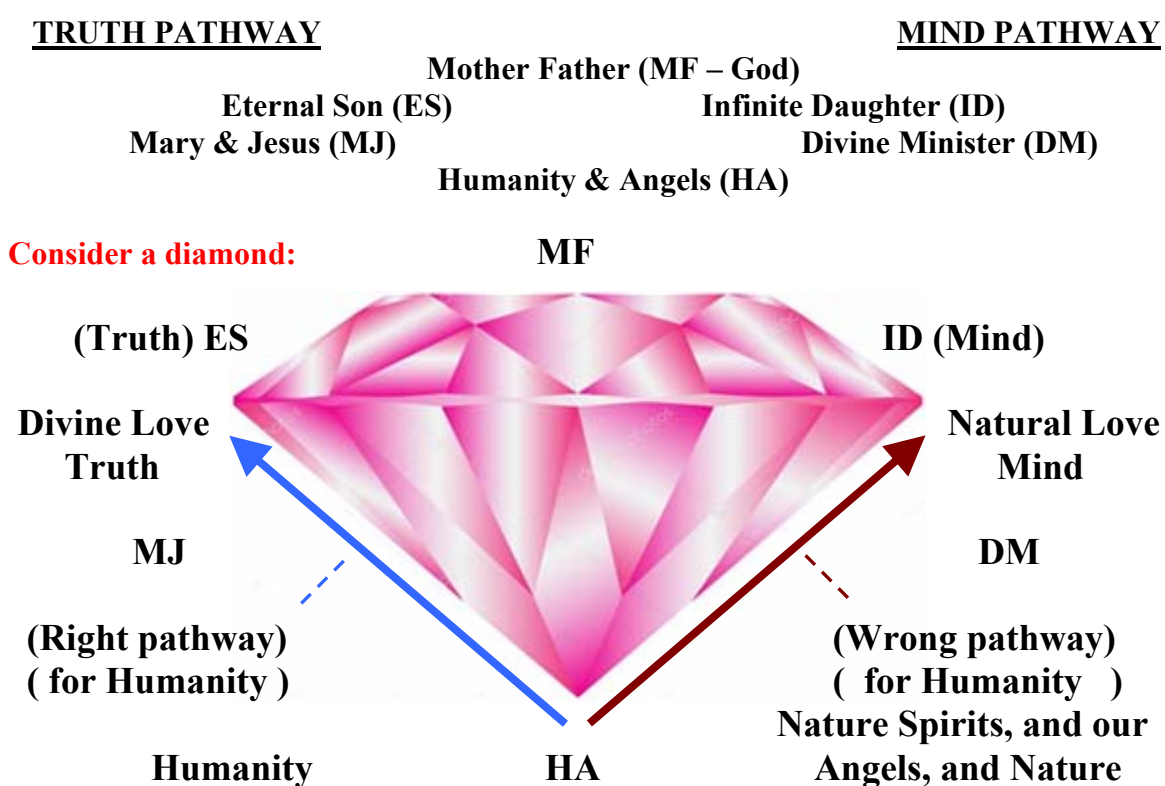 TRUTH PATHWAY MIND PATHWAY
Mother Father (MF – God)
Eternal Son (ES) Infinite Daughter (ID)
Mary & Jesus (MJ) Divine Minister (DM)
Humanity & Angels (HA)
Consider a diamond: MF
(Truth) ES ID (Mind)
Divine Love Natural Love
Truth Mind
MJ DM
(Right pathway) (Wrong pathway)
( for Humanity ) ( for Humanity )
Nature Spirits, and our
Humanity HA Angels, and Nature